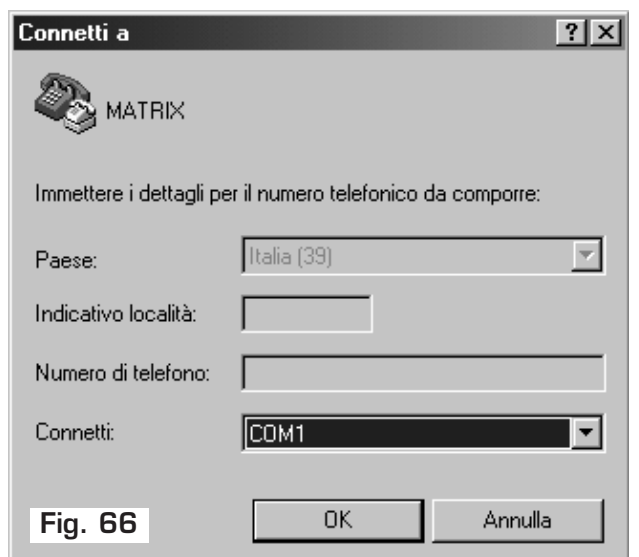 Connetti a
MATRIX
Immettere i dettagli per il numero telefonico da comporre:
Paese: Italia (39)
Indicativo località:
Numero di telefono:
Connetti: COM1
OK Annulla
Fig. 66